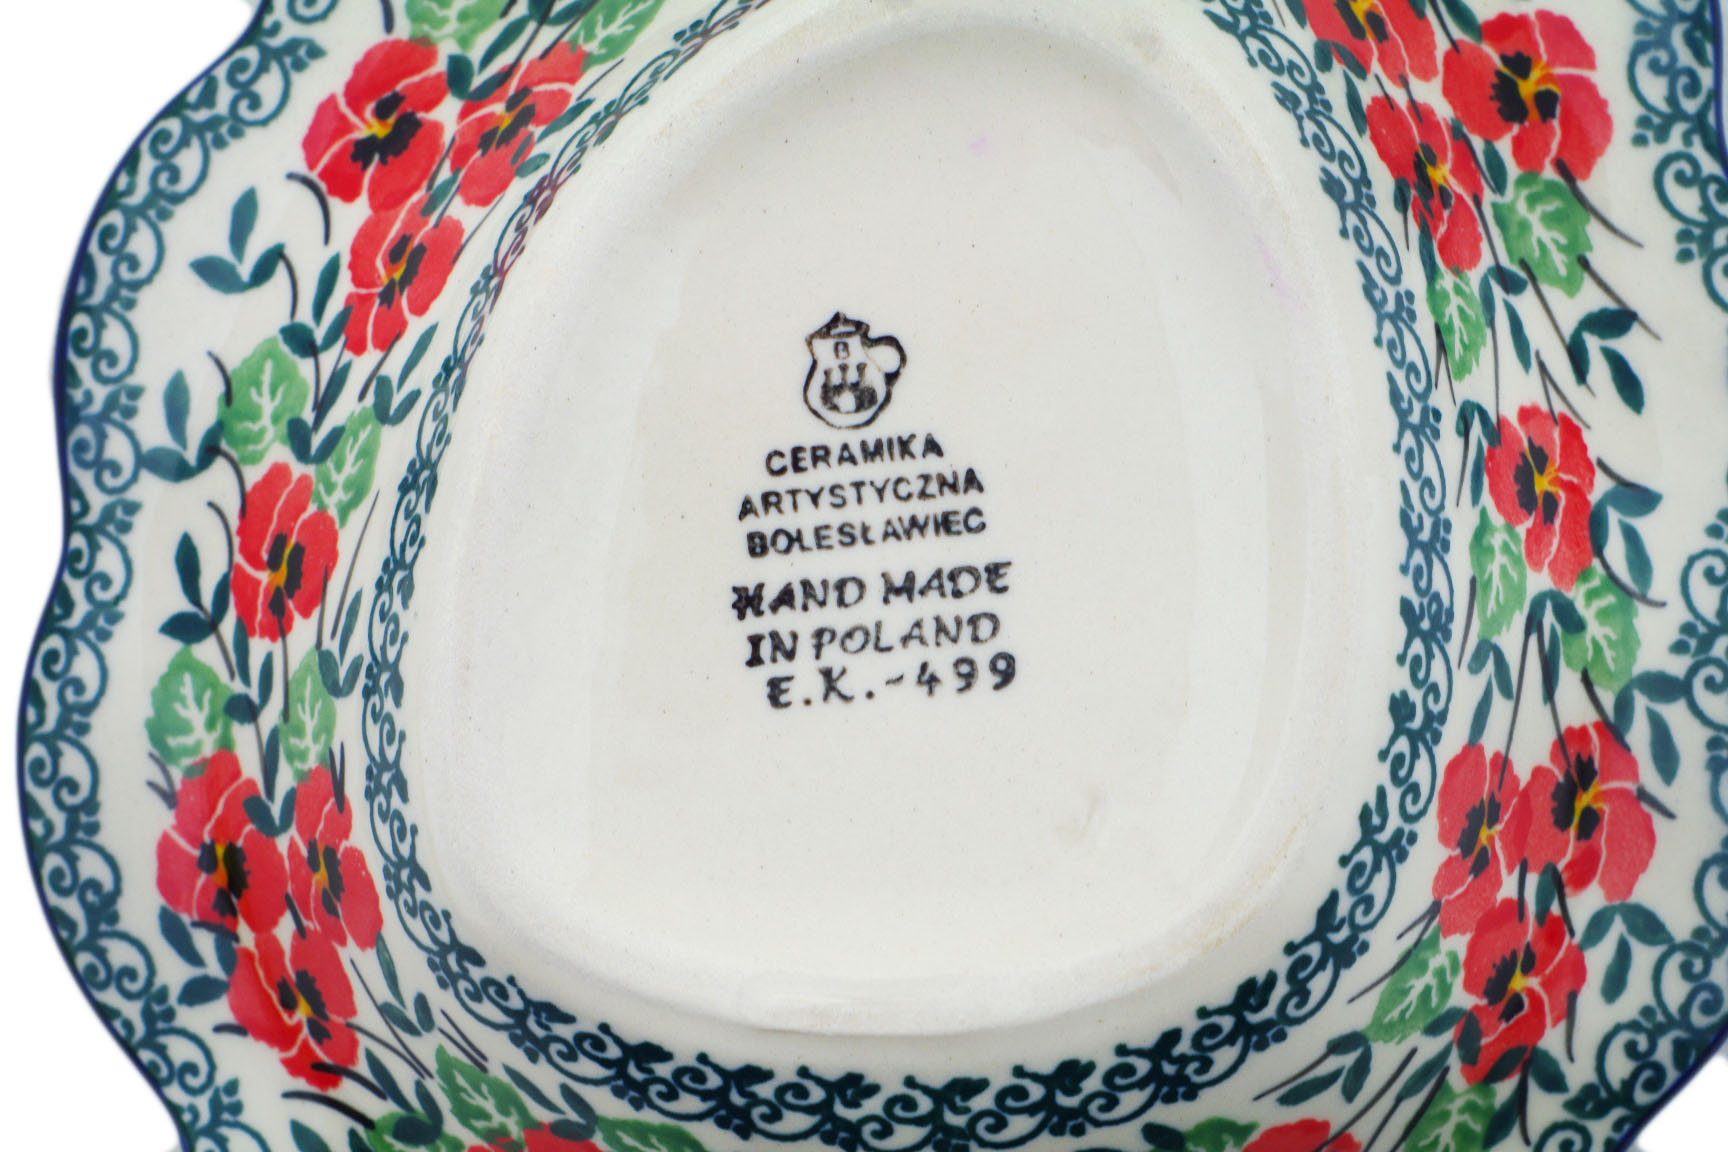 B
CERAMIKA
ARTYSTYCZNA
BOLESŁAWIEC
HAND MADE
IN POLAND
E.K.-499